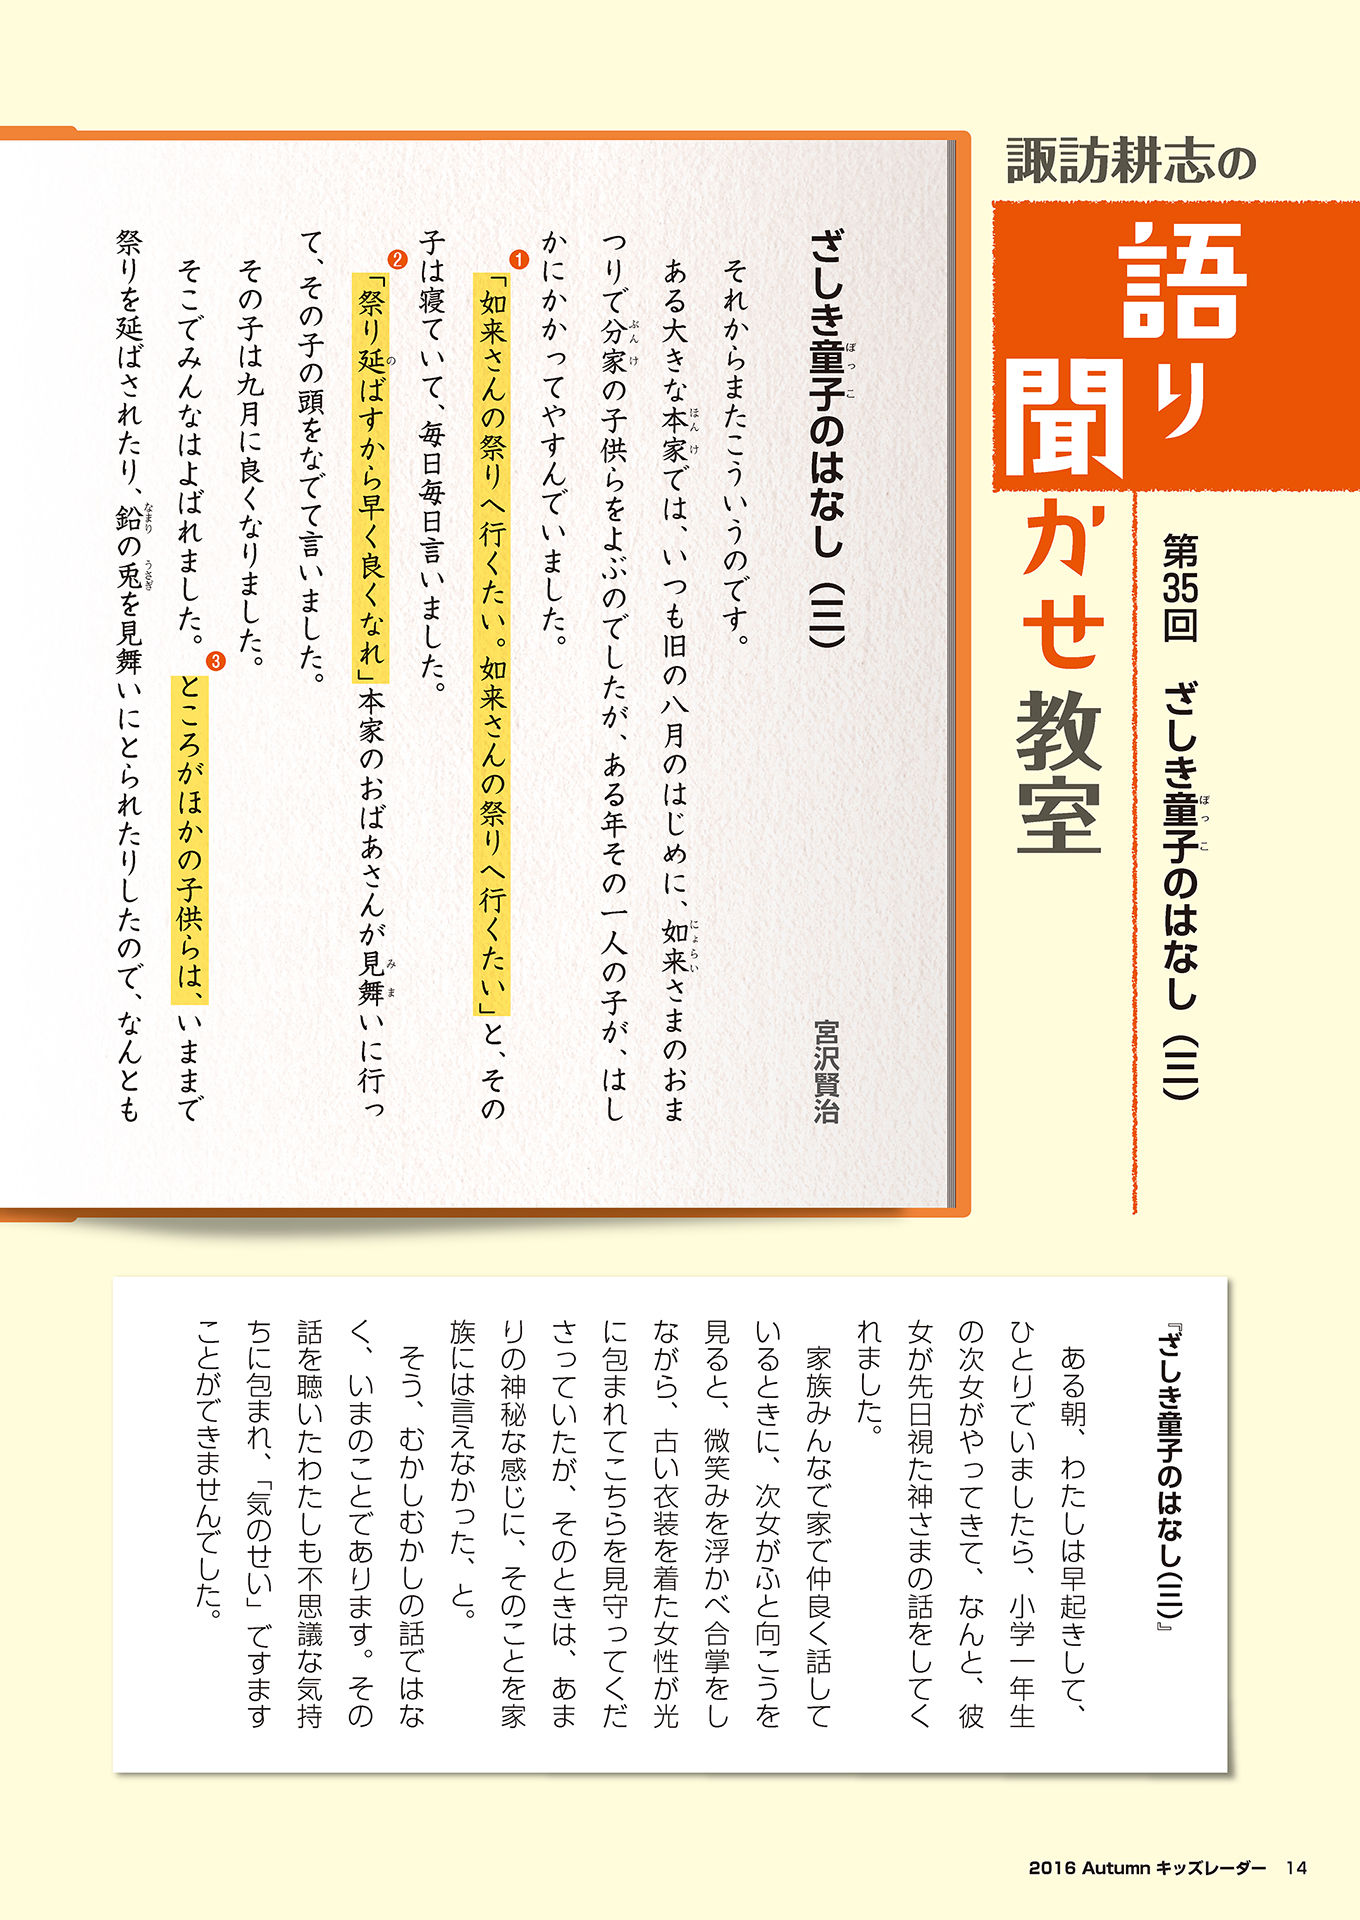 諏訪耕志の
語り
聞かせ教室
第35回 ざしき童子のはなし（三）
ぼっこ
ざしき童子のはなし（三）
ぼっこ
宮沢賢治
それからまたこういうのです。
ある大きな本家では、いつも旧の八月のはじめに、如来さまのおま
ほんけ
にょらい
つりで分家の子供らをよぶのでしたが、ある年その一人の子が、はし
ぶんけ
かにかかってやすんでいました。
❶
「如来さんの祭りへ行くたい。如来さんの祭りへ行くたい」と、その
子は寝ていて、毎日毎日言いました。
❷
「祭り延ばすから早く良くなれ」本家のおばあさんが見舞いに行っ
の
みま
て、その子の頭をなでて言いました。
その子は九月に良くなりました。
❸
そこでみんなはよばれました。ところがほかの子供らは、いままで
祭りを延ばされたり、鉛の兎を見舞いにとられたりしたので、なんとも
なまり
うさぎ
『ざしき童子のはなし（三）』
ある朝、わたしは早起きして、
ひとりでいましたら、小学一年生
の次女がやってきて、なんと、彼
女が先日視た神さまの話をしてく
れました。
家族みんなで家で仲良く話して
いるときに、次女がふと向こうを
見ると、微笑みを浮かべ合掌をし
ながら、古い衣装を着た女性が光
に包まれてこちらを見守ってくだ
さっていたが、そのときは、あま
りの神秘な感じに、そのことを家
族には言えなかった、と。
そう、むかしむかしの話ではな
く、いまのことであります。その
話を聴いたわたしも不思議な気持
ちに包まれ、「気のせい」ですます
ことができませんでした。
2016 Autumn キッズレーダー 14